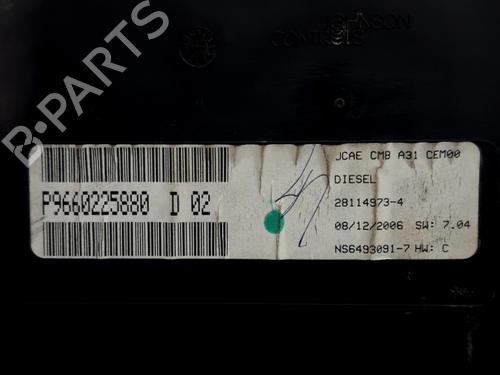 JOHNSON
CONTROLS
B-PARTS
P9660225880 D 02
JCAE CMB A31 CEM00
DIESEL
28114973-4
08/12/2006 SW: 7.04
NS6493091-7 HW: C